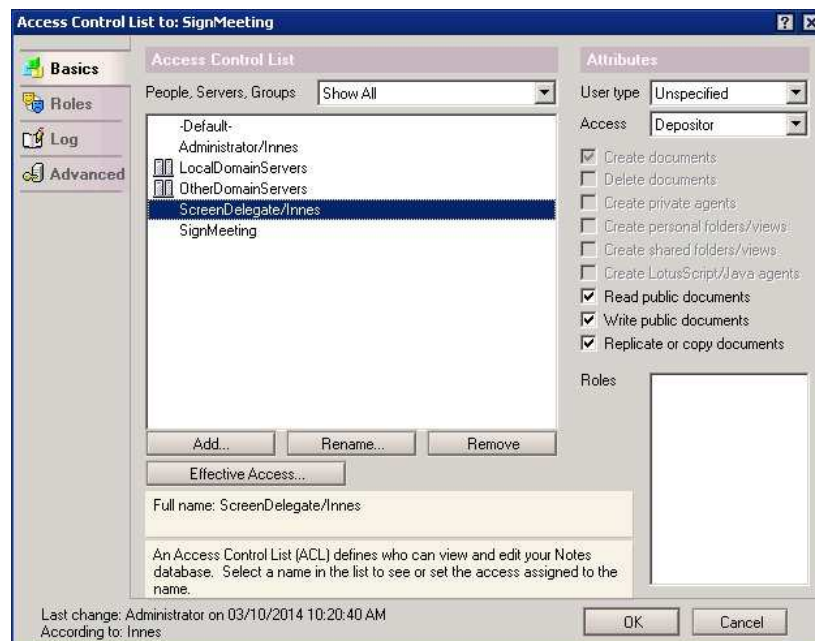 Access Control List to: SignMeeting
Basics
Roles
Log
Advanced
Access Control List
People, Servers, Groups
Show All
-Default-
Administrator/Innes
LocalDomainServers
OtherDomainServers
ScreenDelegate/Innes
SignMeeting
Add...
Rename...
Remove
Effective Access...
Full name: ScreenDelegate/Innes
An Access Control List (ACL) defines who can view and edit your Notes
database. Select a name in the list to see or set the access assigned to the
name.
Attributes
User type
Unspecified
Access
Depositor
Create documents
Delete documents
Create private agents
Create personal folders/views
Create shared folders/views
Create LotusScript/Java agents
Read public documents
Write public documents
Replicate or copy documents
Roles
Last change: Administrator on 03/10/2014 10:20:40 AM
According to: Innes
OK
Cancel